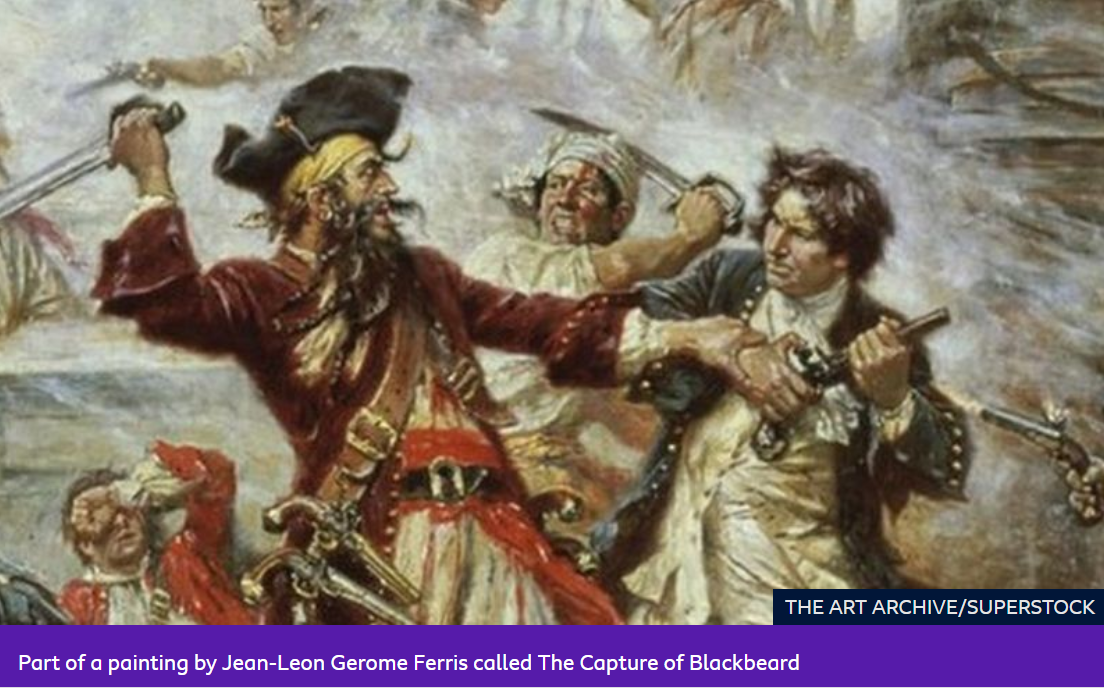 THE ART ARCHIVE/SUPERSTOCK
Part of a painting by Jean-Leon Gerome Ferris called The Capture of Blackbeard